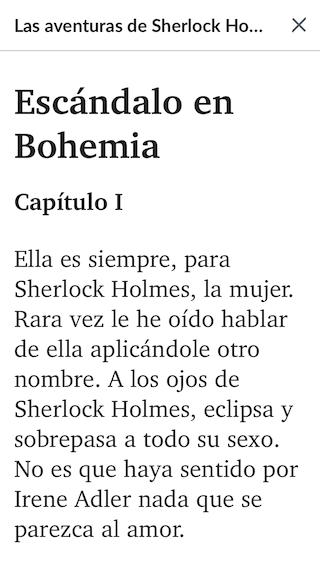 Las aventuras de Sherlock Ho...
Escándalo en
Bohemia
Capítulo I
Ella es siempre, para
Sherlock Holmes, la mujer.
Rara vez le he oído hablar
de ella aplicándole otro
nombre. A los ojos de
Sherlock Holmes, eclipsa y
sobrepasa a todo su sexo.
No es que haya sentido por
Irene Adler nada que se
parezca al amor.